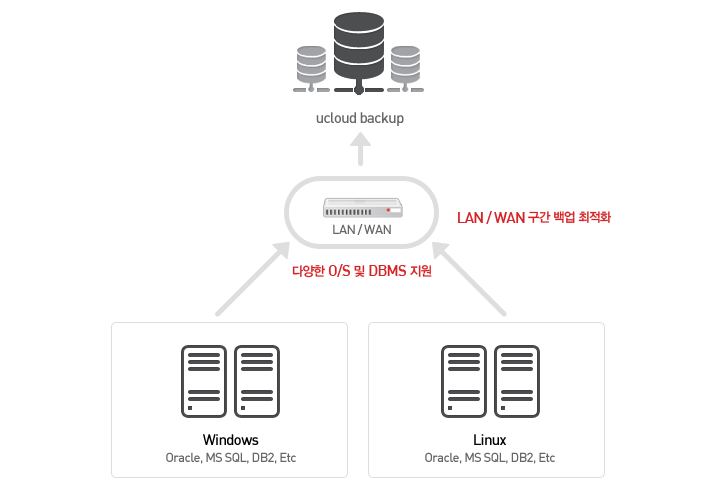 ucloud backup
LAN / WAN
LAN / WAN 구간 백업 최적화
다양한 O/S 및 DBMS 지원
Windows
Oracle, MS SQL, DB2, Etc
Linux
Oracle, MS SQL, DB2, Etc